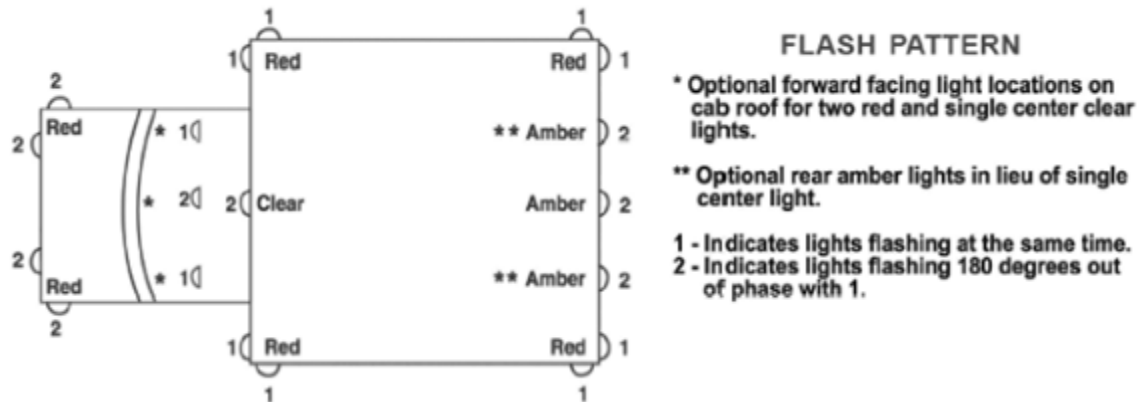 1 1
1 Red Red 1
2
Red * 1 ** Amber 2
2
* 2 2 Clear Amber 2
2 * 1 ** Amber 2
Red
2
1 Red Red 1
1 1
FLASH PATTERN
* Optional forward facing light locations on
cab roof for two red and single center clear
lights.
** Optional rear amber lights in lieu of single
center light.
1 - Indicates lights flashing at the same time.
2 - Indicates lights flashing 180 degrees out
of phase with 1.